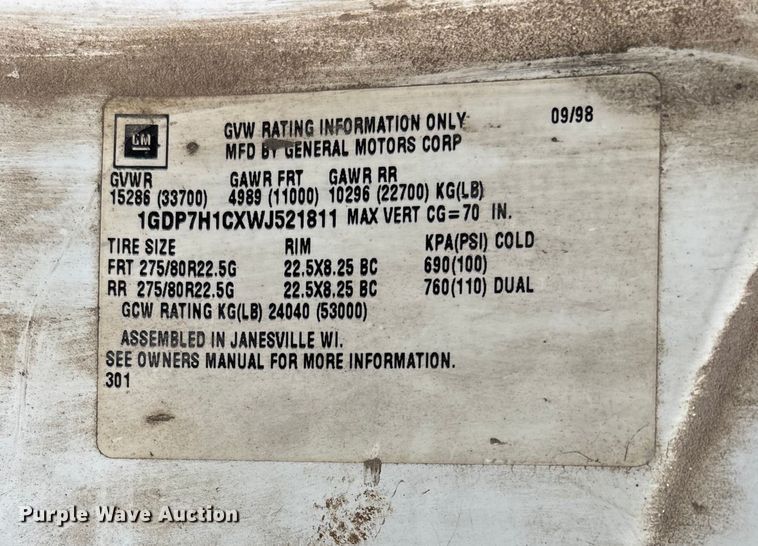 GM
GVW RATING INFORMATION ONLY 09/98
MFD BY GENERAL MOTORS CORP
GVWR GAWR FRT GAWR RR
15286 (33700) 4989 (11000) 10296 (22700) KG(LB)
1GDP7H1CXWJ521811 MAX VERT CG=70 IN.
TIRE SIZE RIM KPA(PSI) COLD
FRT 275/80R22.5G 22.5X8.25 BC 690(100)
RR 275/80R22.5G 22.5X8.25 BC 760(110) DUAL
GCW RATING KG(LB) 24040 (53000)
ASSEMBLED IN JANESVILLE WI.
SEE OWNERS MANUAL FOR MORE INFORMATION.
301
Purple Wave Auction